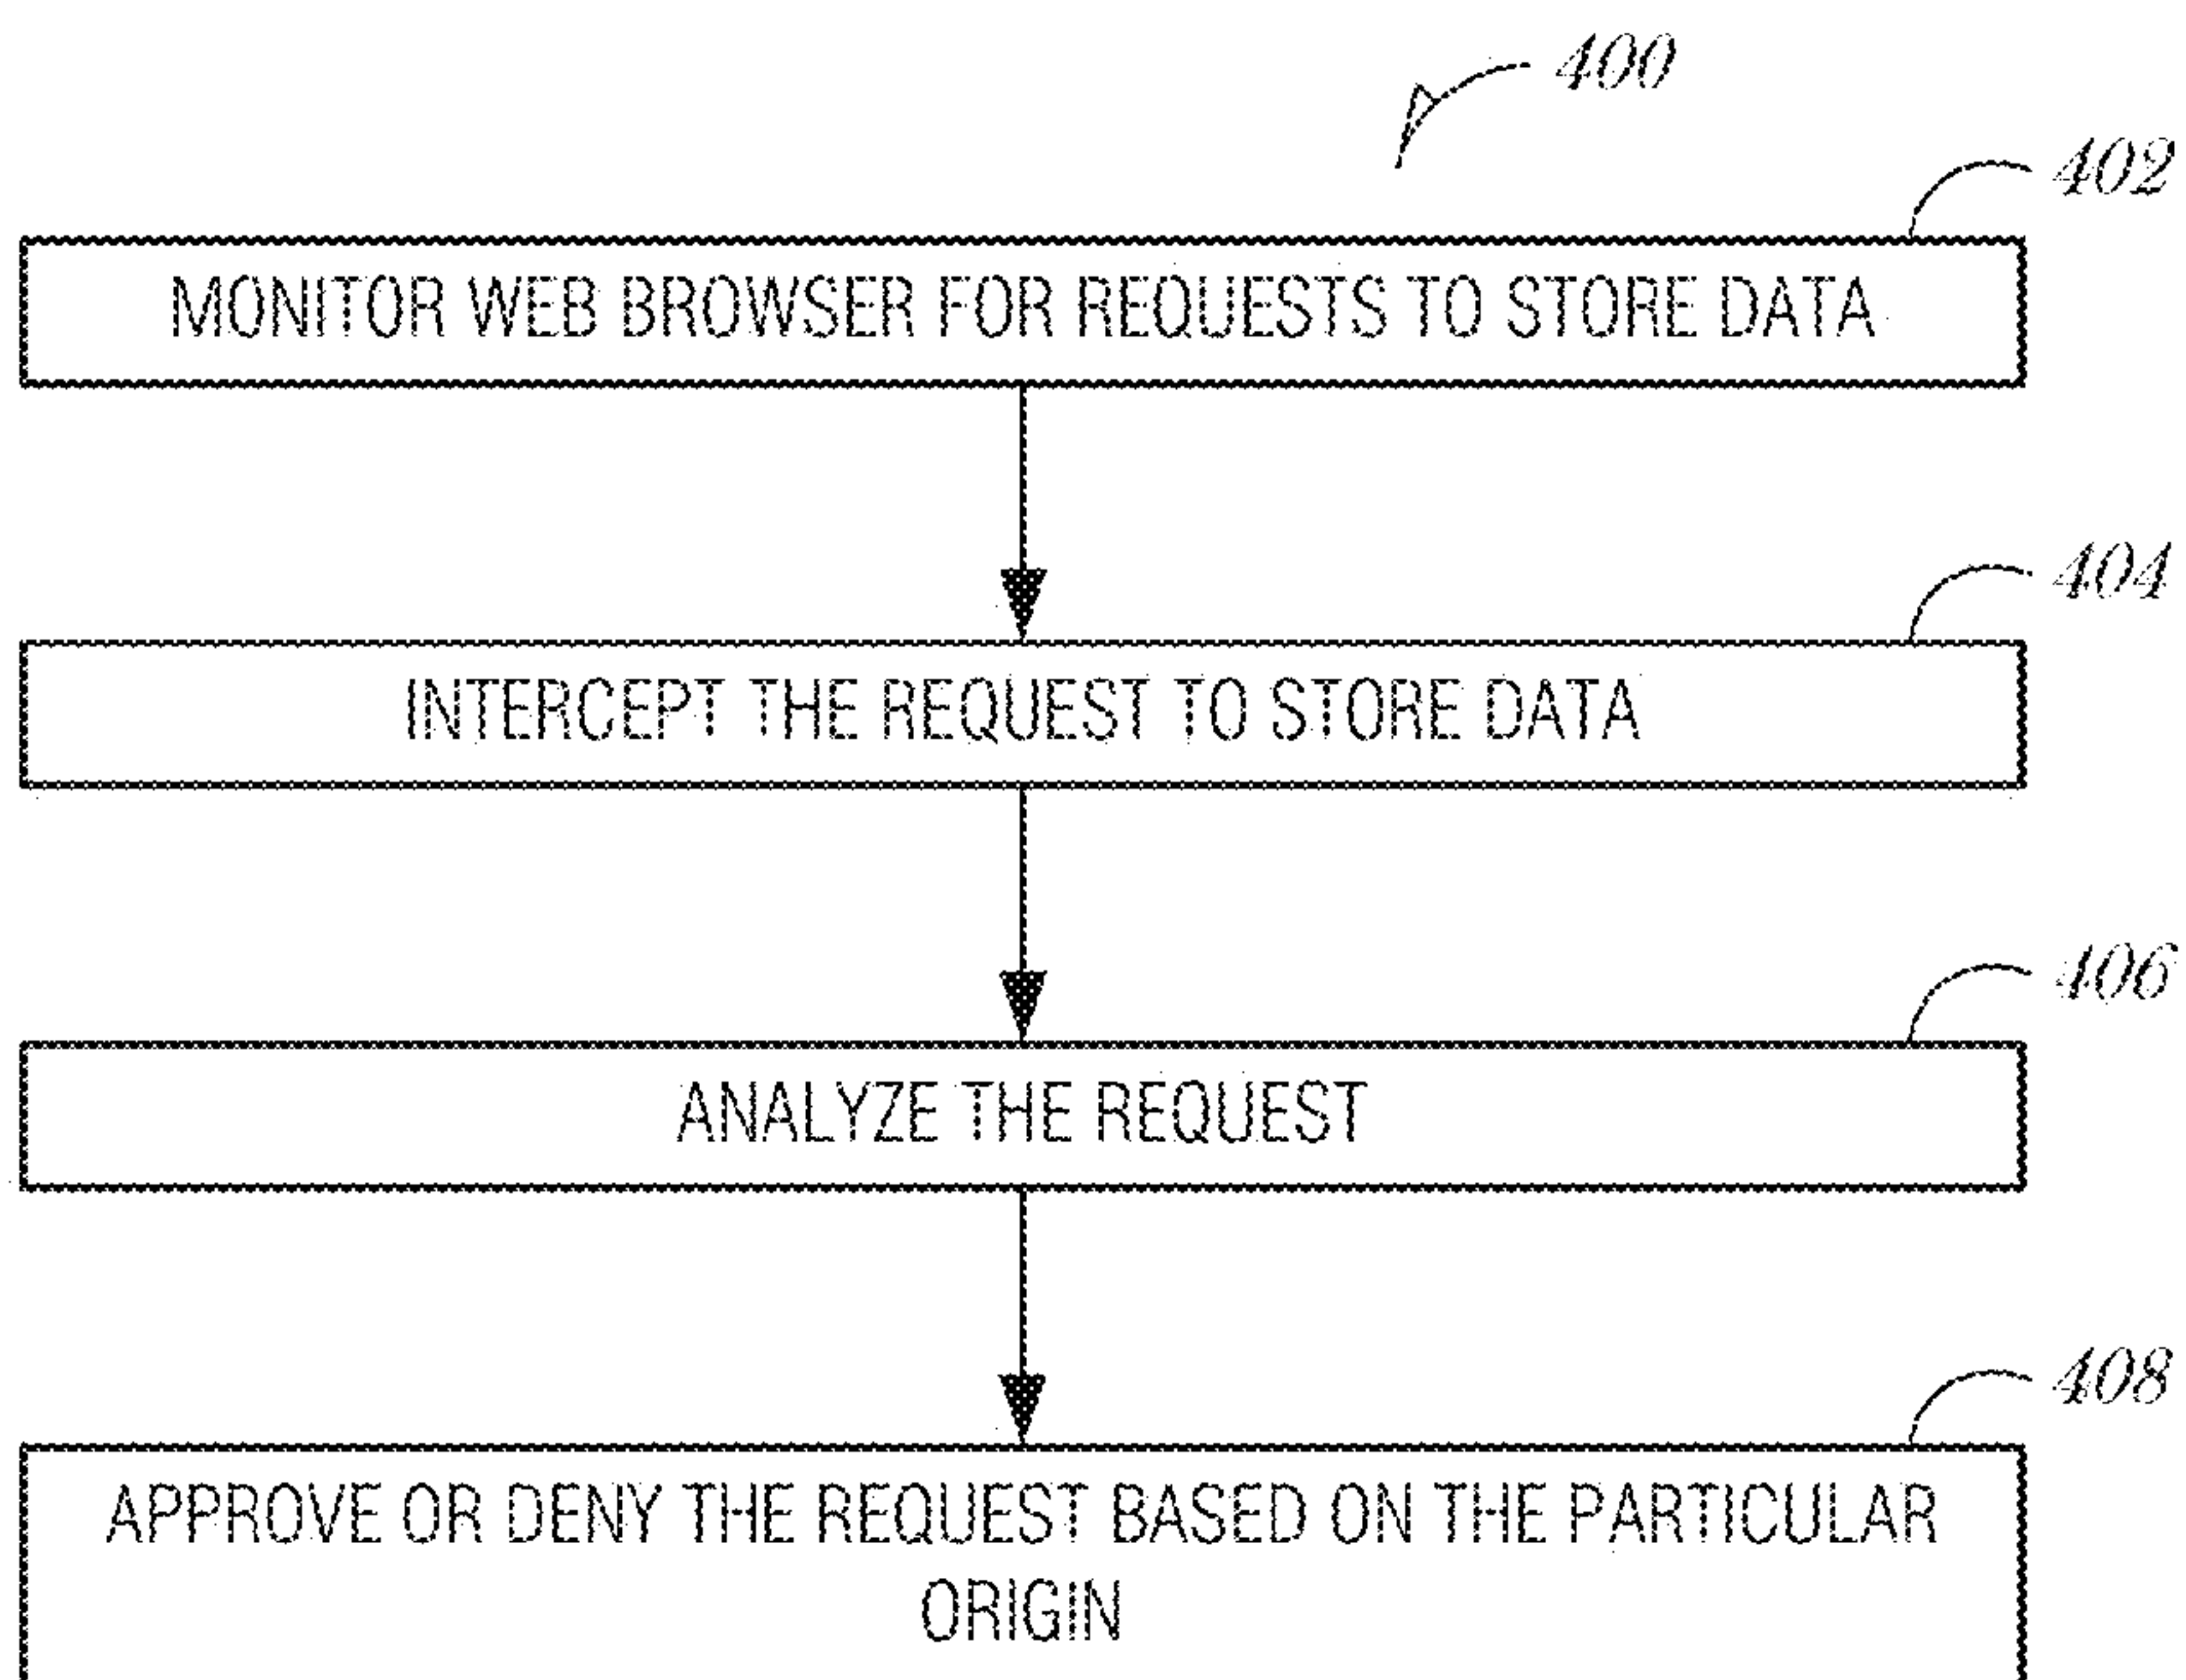 400
402
MONITOR WEB BROWSER FOR REQUESTS TO STORE DATA
404
INTERCEPT THE REQUEST TO STORE DATA
406
ANALYZE THE REQUEST
408
APPROVE OR DENY THE REQUEST BASED ON THE PARTICULAR
ORIGIN